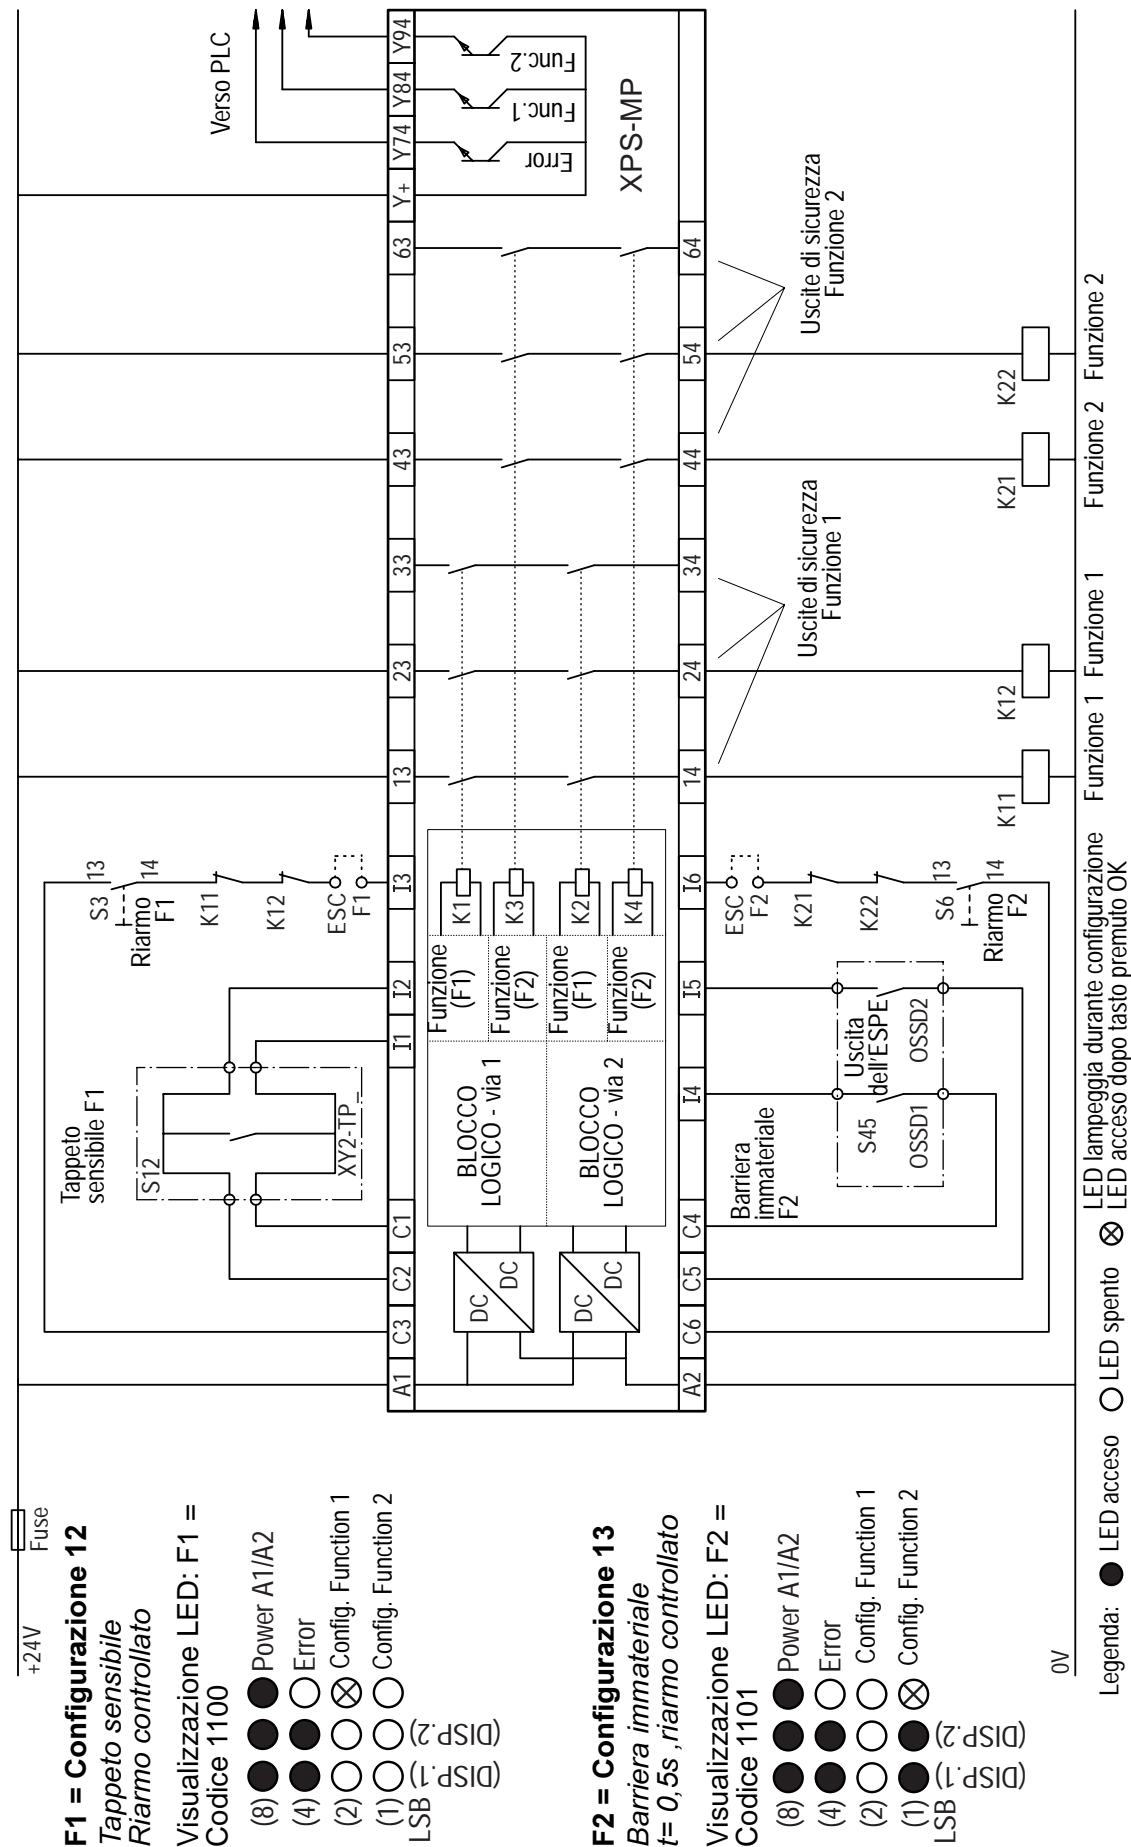 +24V
Fuse
F1 = Configurazione 12
Tappeto sensibile
Riarmo controllato
Visualizzazione LED: F1 =
Codice 1100
(8) Power A1/A2
(4) Error
(2) Config. Function 1
(1) Config. Function 2
LSB
(DISP.1)
(DISP.2)
F2 = Configurazione 13
Barriera immateriale
t= 0,5s ,riarmo controllato
Visualizzazione LED: F2 =
Codice 1101
(8) Power A1/A2
(4) Error
(2) Config. Function 1
(1) Config. Function 2
LSB
(DISP.1)
(DISP.2)
0V
Legenda: LED acceso LED spento LED lampeggia durante configurazione
LED acceso dopo tasto premuto OK
Verso PLC
Tappeto
sensibile F1
S12
XY2-TP_
S3 13
14
Riarmo
F1
K11
K12
ESC
F1
A1 C3 C2 C1 I1 I2 I3 13 23 33 43 53 63 Y+ Y74 Y84 Y94
Error
Func.1
Func.2
XPS-MP
DC
DC
DC
DC
BLOCCO
LOGICO - via 1
BLOCCO
LOGICO - via 2
Funzione
(F1)
Funzione
(F2)
Funzione
(F1)
Funzione
(F2)
K1
K3
K2
K4
A2 C6 C5 C4 I4 I5 I6 14 24 34 44 54 64
Barriera
immateriale
F2
S45
Uscita
dell'ESPE
OSSD1
OSSD2
ESC
F2
K21
K22
S6 13
14
Riarmo
F2
Uscite di sicurezza
Funzione 1
Uscite di sicurezza
Funzione 2
K11
K12
K21
K22
Funzione 1
Funzione 1
Funzione 2
Funzione 2